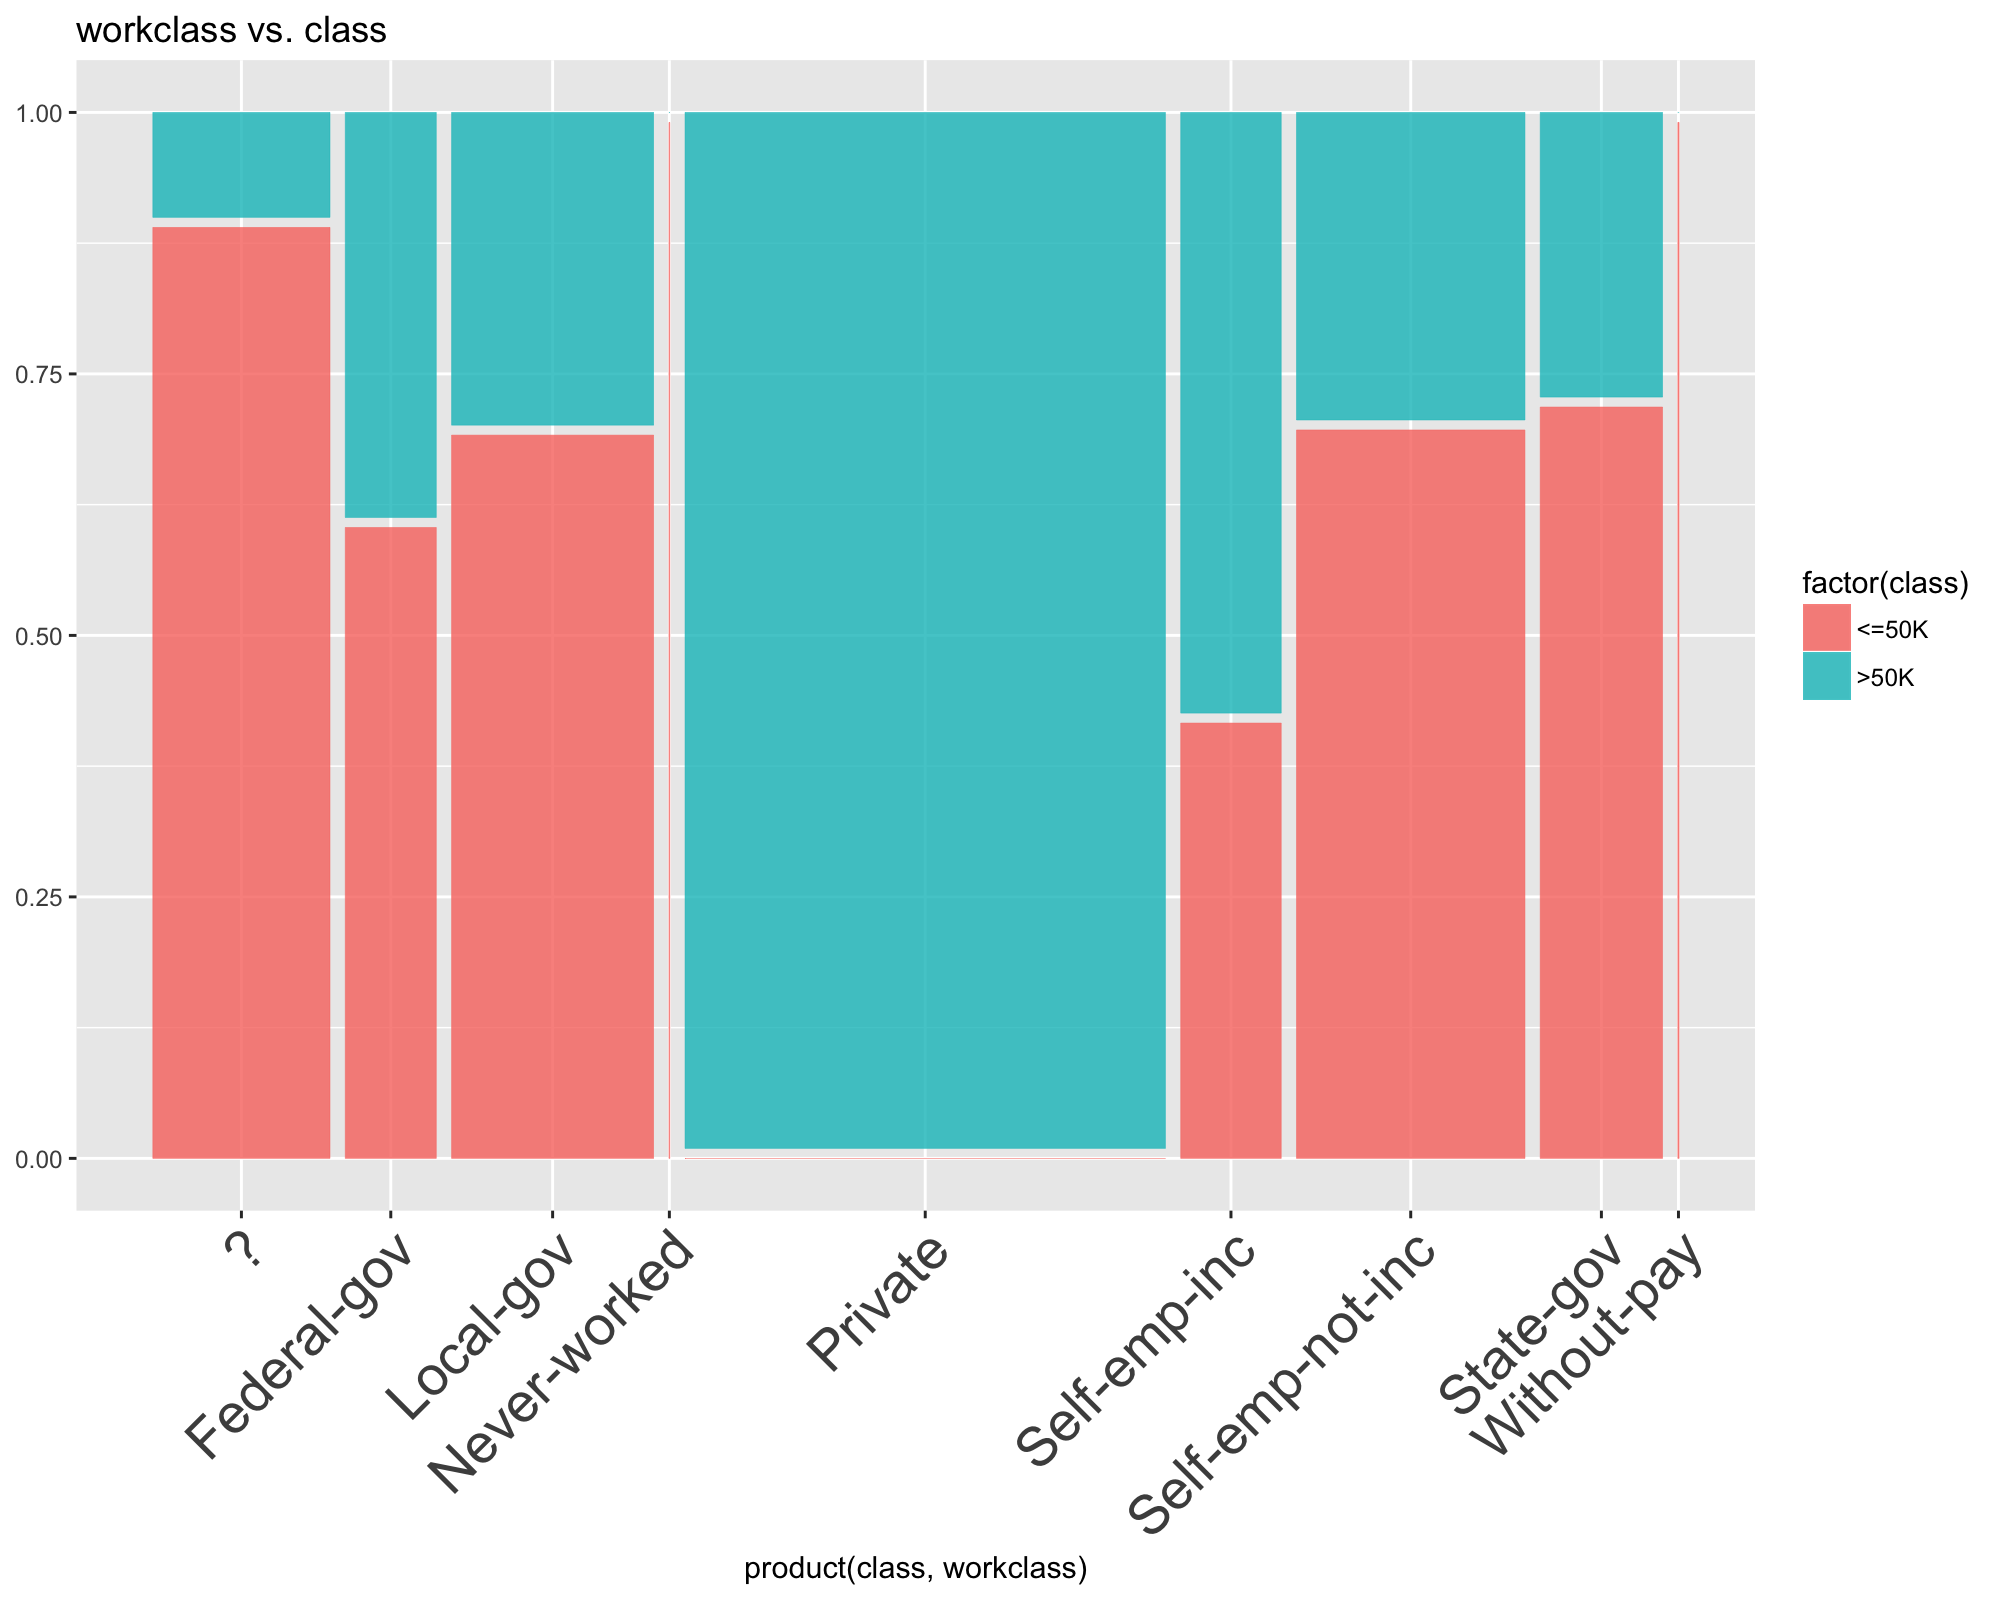 workclass vs. class
1.00
0.75
0.50
0.25
0.00
?
Federal-gov
Local-gov
Never-worked
Private
Self-emp-inc
Self-emp-not-inc
State-gov
Without-pay
product(class, workclass)
factor(class)
<=50K
>50K